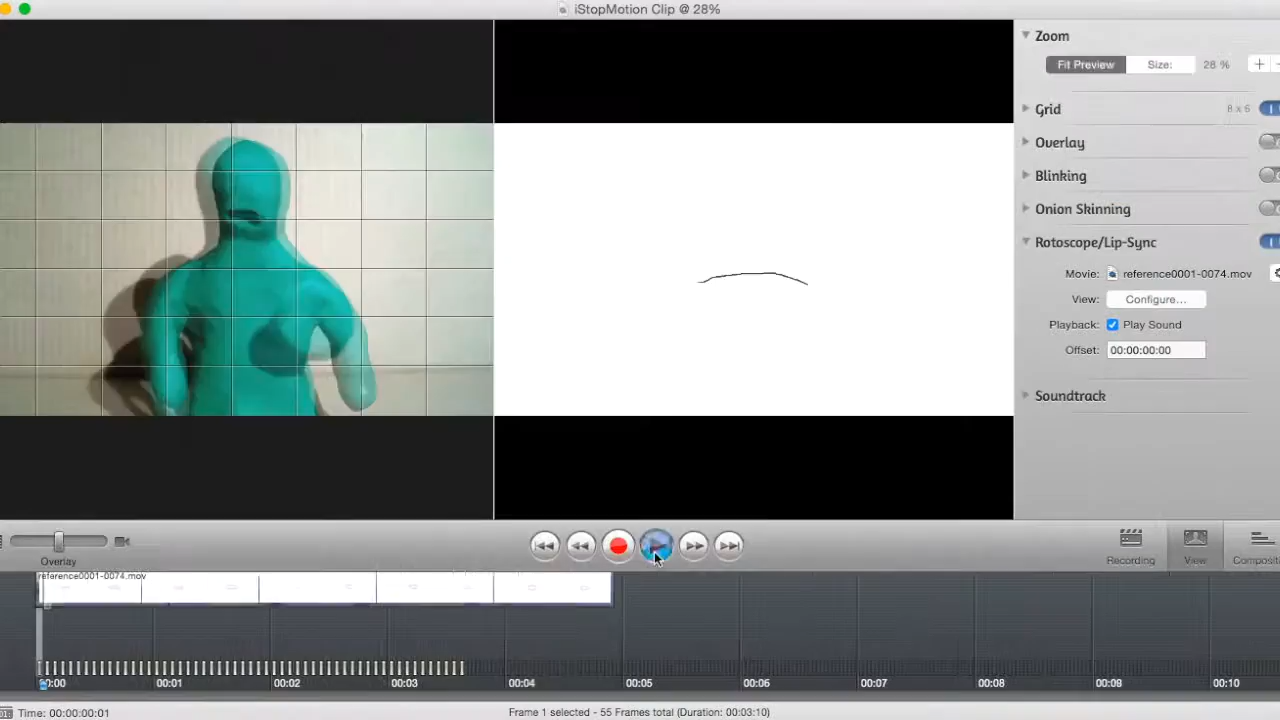 iStopMotion Clip @ 28%
Zoom
Fit Preview Size: 28 %
Grid 8 x 6
Overlay
Blinking
Onion Skinning
Rotoscope/Lip-Sync
Movie: reference0001-0074.mov
View: Configure...
Playback: Play Sound
Offset: 00:00:00:00
Soundtrack
Overlay
Recording View
reference0001-0074.mov
00:01 00:02 00:03 00:04 00:05 00:06 00:07 00:08 00:09 00:10
Time: 00:00:00:01 Frame 1 selected - 55 Frames total (Duration: 00:03:10)